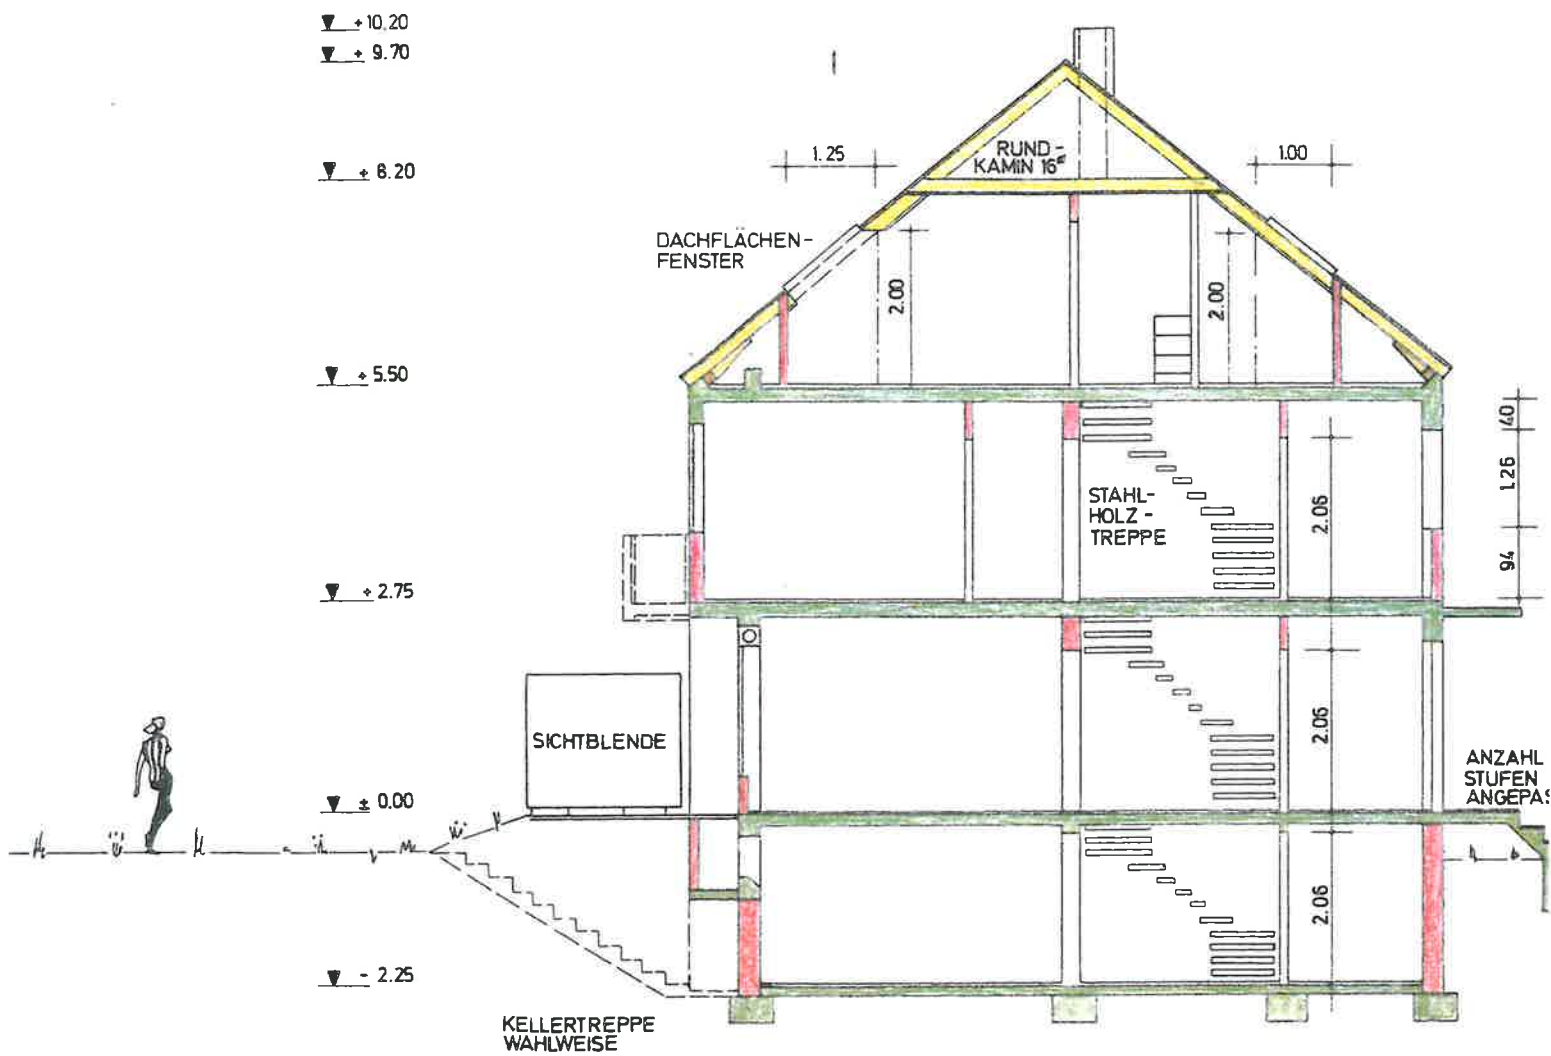 + 10.20
+ 9.70
1.25
RUND-
KAMIN 16ø
1.00
+ 8.20
DACHFLÄCHEN-
FENSTER
2.00
2.00
+ 5.50
40
1.26
STAHL-
HOLZ-
TREPPE
2.06
94
+ 2.75
SICHTBLENDE
2.06
ANZAHL
STUFEN
ANGEPAS
± 0.00
2.06
- 2.25
KELLERTREPPE
WAHLWEISE